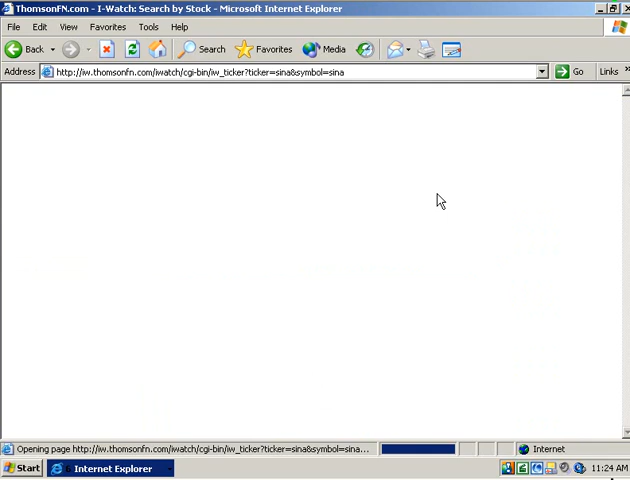 ThomsonFN.com - I-Watch: Search by Stock - Microsoft Internet Explorer
File Edit View Favorites Tools Help
Back Search Favorites Media
Address http://iw.thomsonfn.com/iwatch/cgi-bin/iw_ticker?ticker=sina&symbol=sina Go Links »
Opening page http://iw.thomsonfn.com/iwatch/cgi-bin/iw_ticker?ticker=sina&symbol=sina... Internet
Start 6 Internet Explorer 11:24 AM